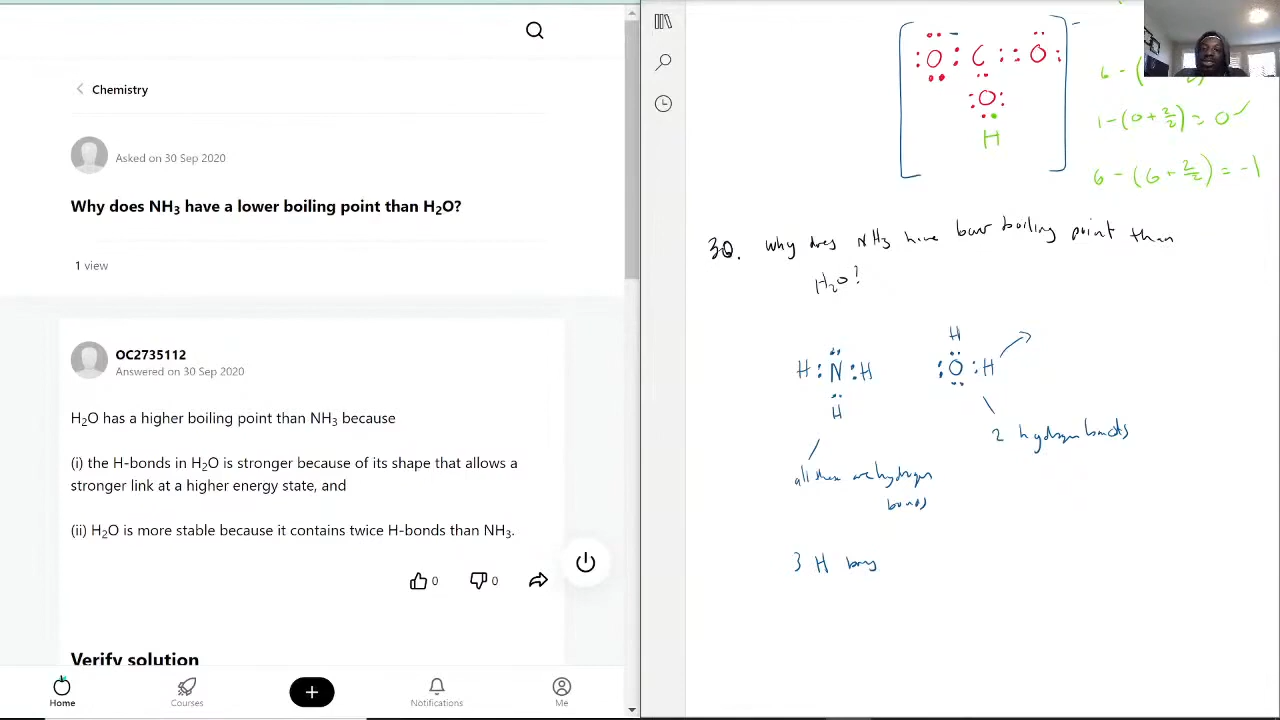 Chemistry
Asked on 30 Sep 2020
Why does NH₃ have a lower boiling point than H₂O?
1 view
OC2735112
Answered on 30 Sep 2020
H₂O has a higher boiling point than NH₃ because
(i) the H-bonds in H₂O is stronger because of its shape that allows a
stronger link at a higher energy state, and
(ii) H₂O is more stable because it contains twice H-bonds than NH₃.
0
0
Verify solution
Home
Courses
Notifications
Me
O C O
O
H
6 - (
1 - (0 + 2/2) = 0
6 - (6 + 2/2) = -1
30. Why does NH₃ have boiling point than
H₂O?
H : N : H
H
H
: O : H
2 hydrogen bonds
all these are hydrogen
bonds
3 H